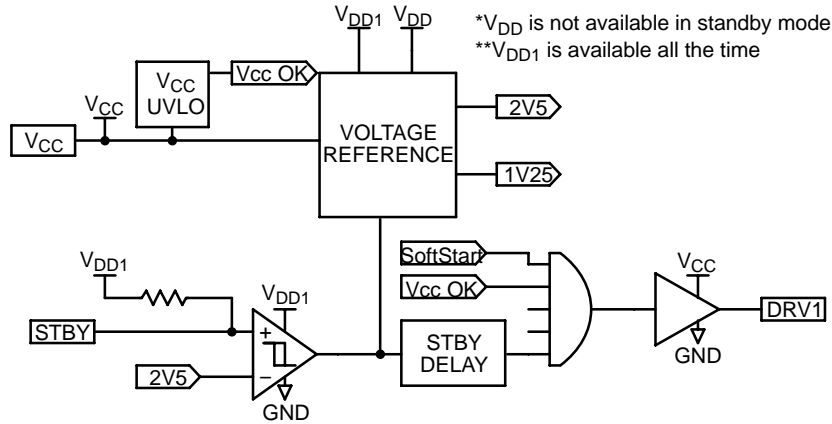 VDD1 VDD
*VDD is not available in standby mode
**VDD1 is available all the time
VCC
UVLO
Vcc OK
VCC
VCC
VOLTAGE
REFERENCE
2V5
1V25
SoftStart
Vcc OK
VDD1
VDD1
STBY
+
2V5
−
GND
STBY
DELAY
VCC
DRV1
GND